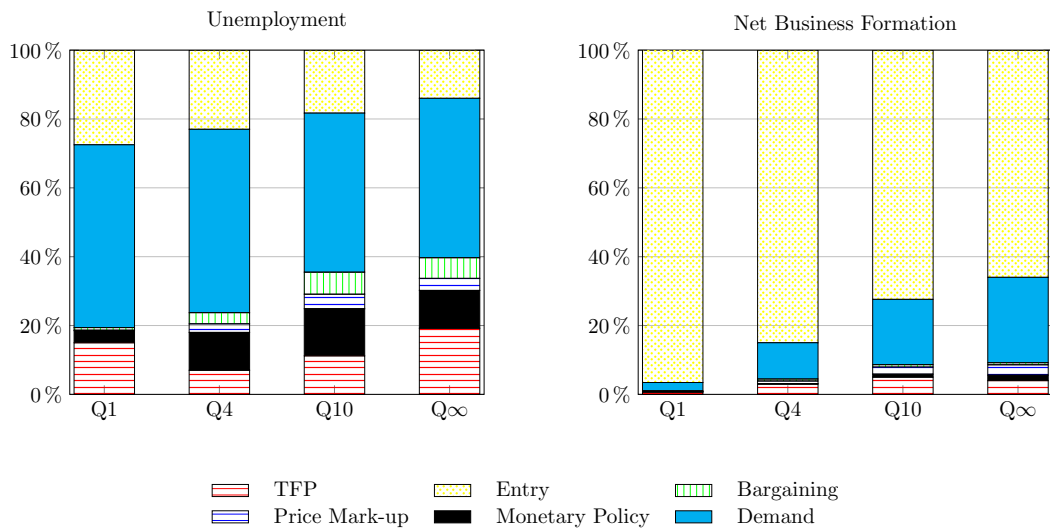 Unemployment
100 %
80 %
60 %
40 %
20 %
0 %
Q1 Q4 Q10 Q∞
Net Business Formation
100 %
80 %
60 %
40 %
20 %
0 %
Q1 Q4 Q10 Q∞
TFP Entry Bargaining
Price Mark-up Monetary Policy Demand